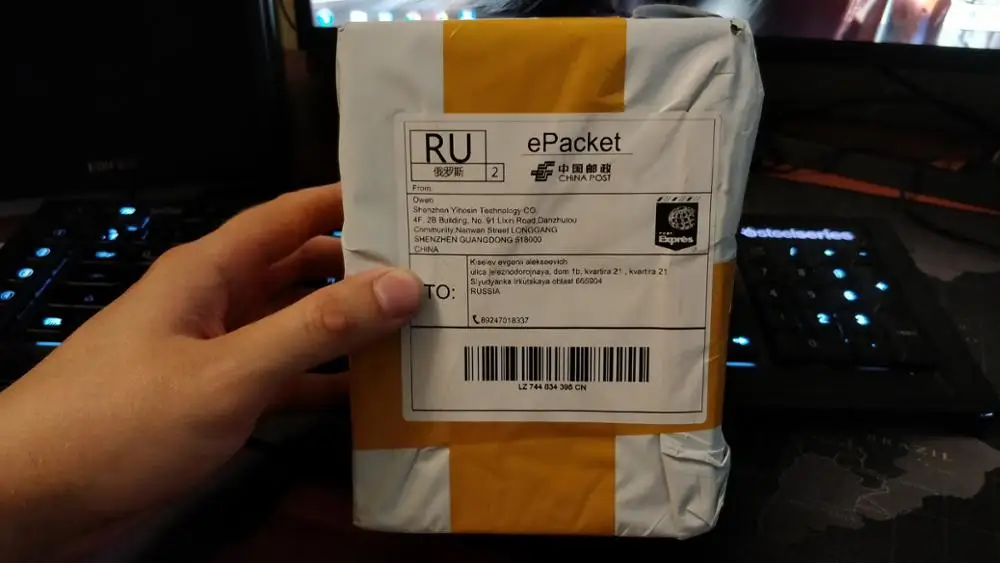 RU
俄罗斯
2
ePacket
中国邮政
CHINA POST
From
Owen
Shenzhen Yihosin Technology CO.
4F, 2B Building, No. 91 Lixin Road,Danzhulou
Cmmunity,Nanwan Street LONGGANG
SHENZHEN GUANGDONG 518000
CHINA
Exprès
TO:
Kiselev evgenii alekseevich
ulica jeleznodorojnaya, dom 1b, kvartira 21 , kvartira 21
Slyudyanka Irkutskaya oblast 665904
RUSSIA
89247018337
LZ 744 834 395 CN
steelseries